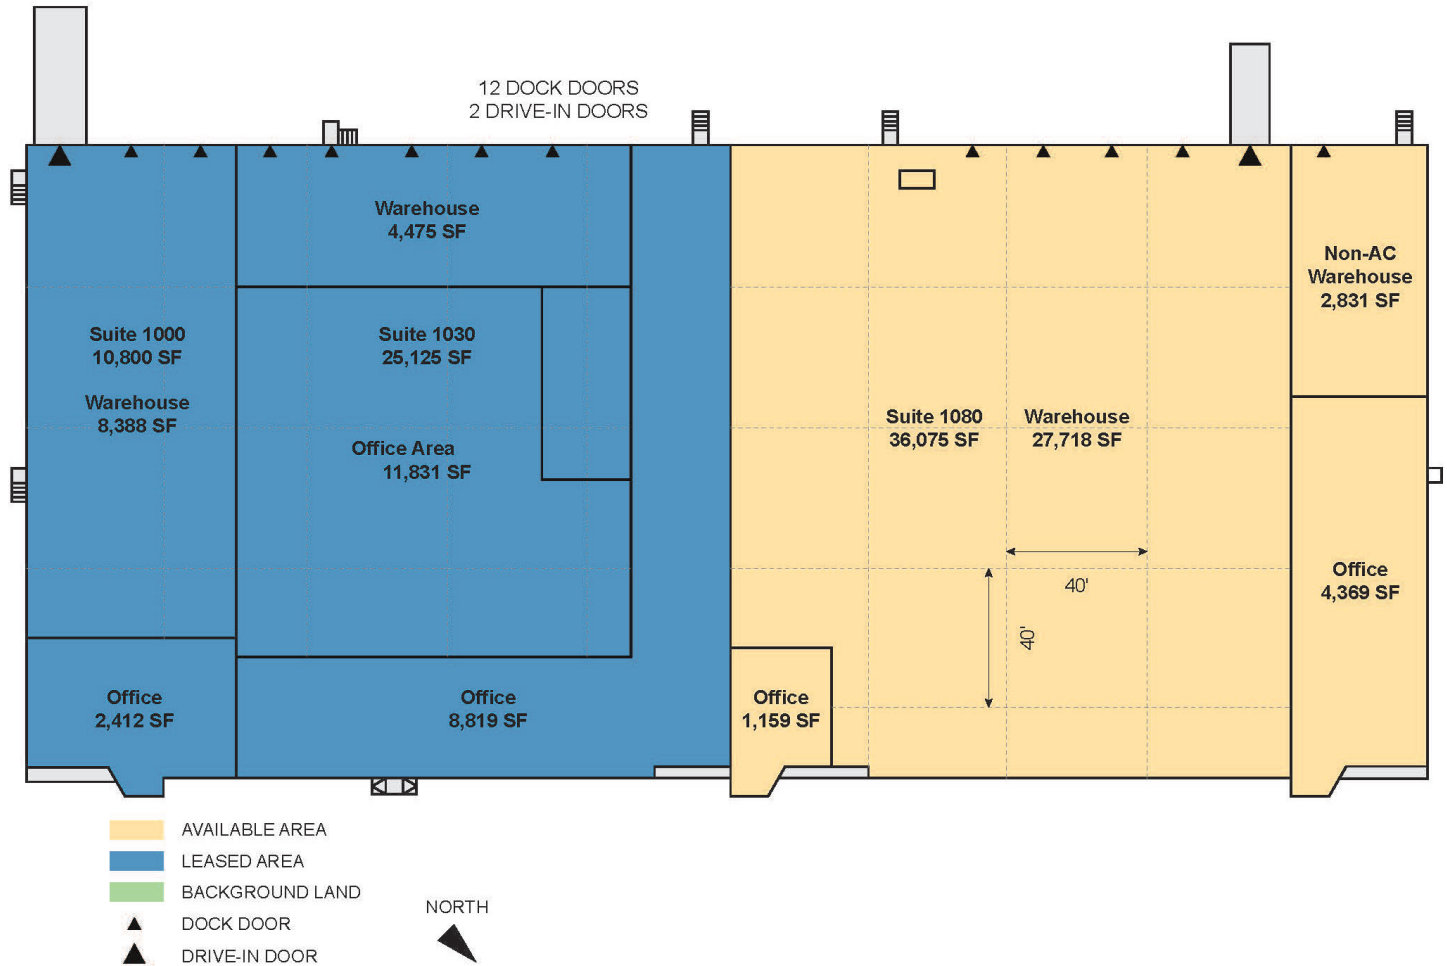 12 DOCK DOORS
2 DRIVE-IN DOORS
Warehouse
4,475 SF
Non-AC
Warehouse
2,831 SF
Suite 1000
10,800 SF
Warehouse
8,388 SF
Suite 1030
25,125 SF
Office Area
11,831 SF
Suite 1080
36,075 SF
Warehouse
27,718 SF
40'
40'
Office
4,369 SF
Office
2,412 SF
Office
8,819 SF
Office
1,159 SF
AVAILABLE AREA
LEASED AREA
BACKGROUND LAND
DOCK DOOR
DRIVE-IN DOOR
NORTH